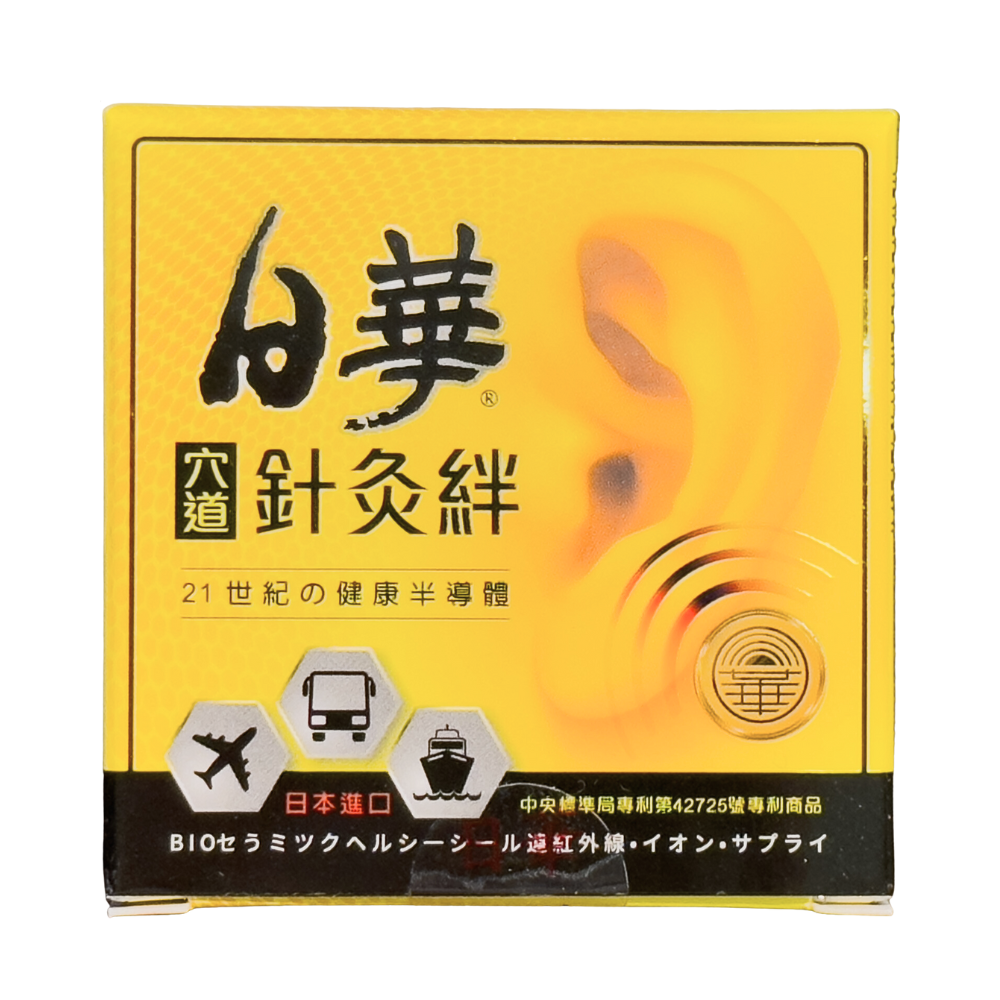 日華®
穴道 針灸絆
21世紀の健康半導體
華
日本進口
中央標準局專利第42725號專利商品
BIOセうミツクヘルシーシール遠紅外線•イオン•サプライ